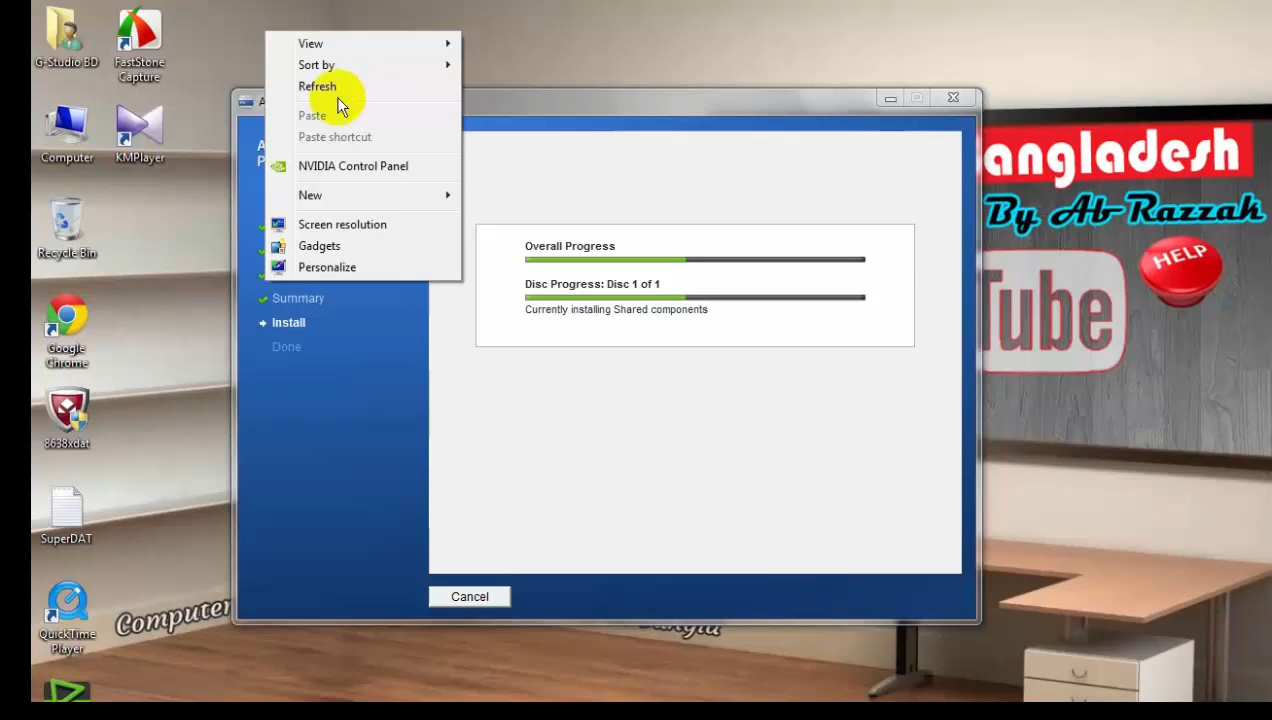 G-Studio BD
FastStone
Capture
Computer
KMPlayer
Recycle Bin
Google
Chrome
8638xdat
SuperDAT
QuickTime
Player
View
Sort by
Refresh
Paste
Paste shortcut
NVIDIA Control Panel
New
Screen resolution
Gadgets
Personalize
A
A
P
Summary
Install
Done
Overall Progress
Disc Progress: Disc 1 of 1
Currently installing Shared components
Cancel
angladesh
By Ab-Razzak
HELP
Tube
Computer